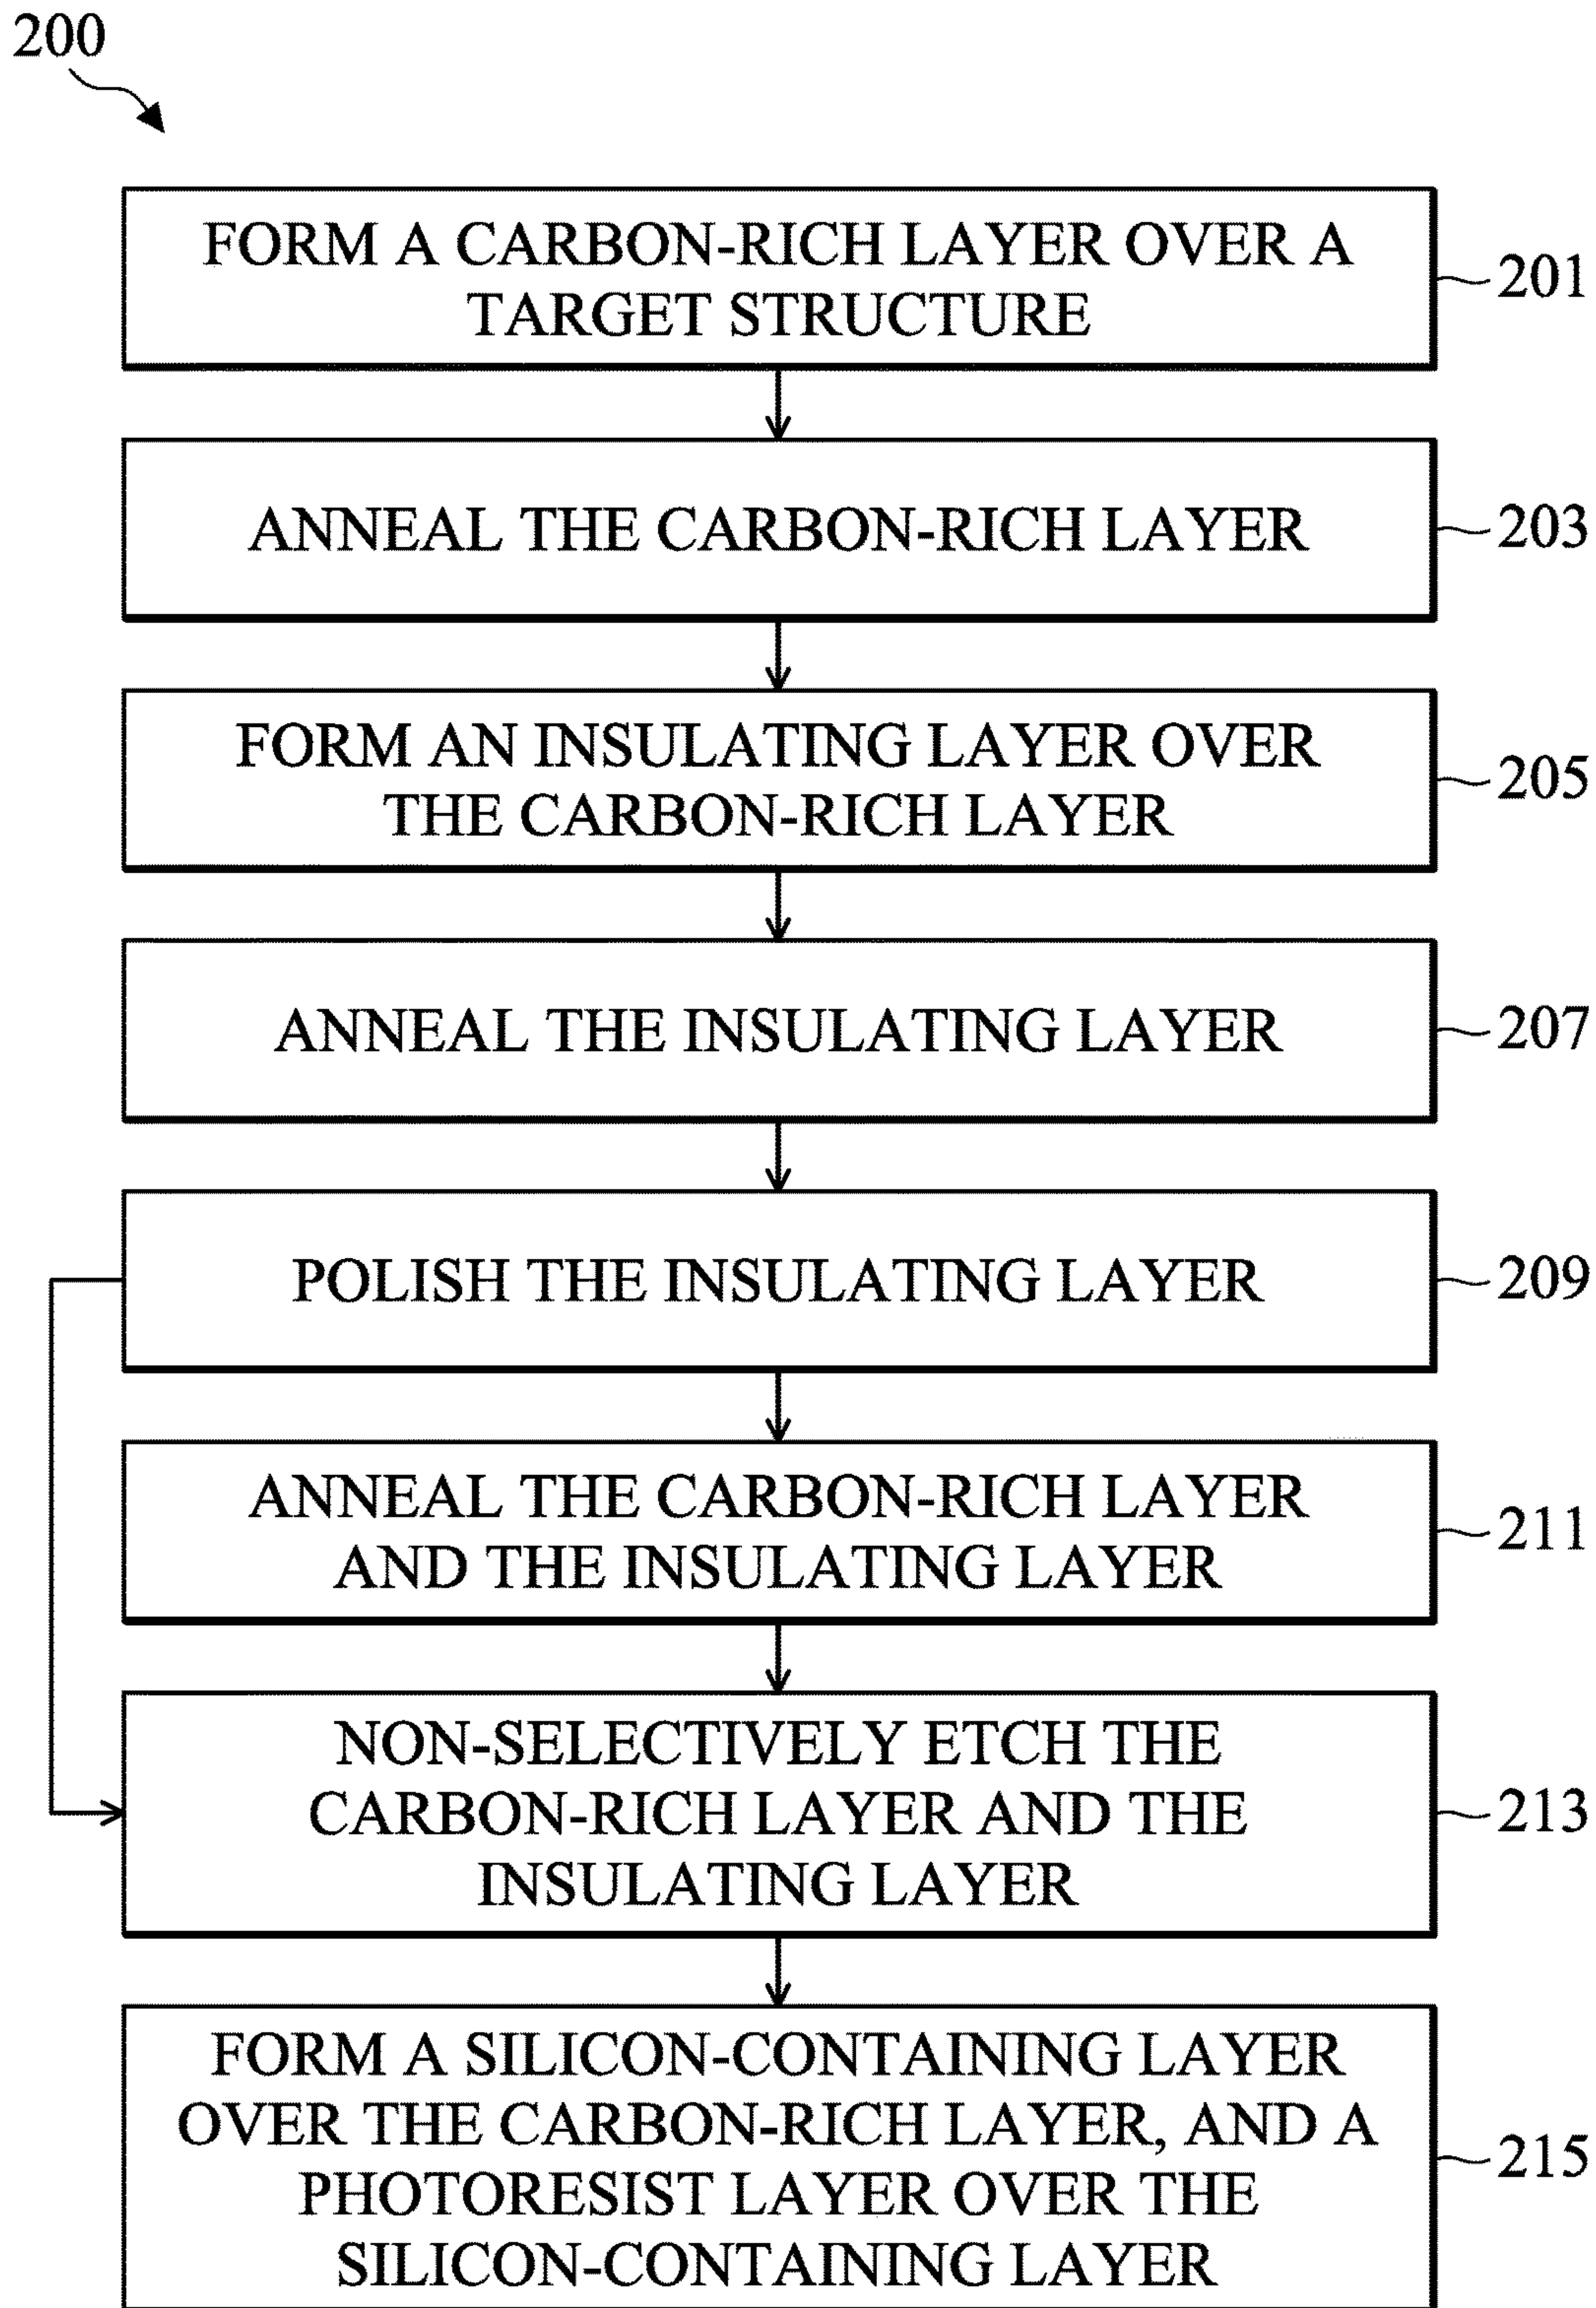 200
FORM A CARBON-RICH LAYER OVER A
TARGET STRUCTURE
201
ANNEAL THE CARBON-RICH LAYER
203
FORM AN INSULATING LAYER OVER
THE CARBON-RICH LAYER
205
ANNEAL THE INSULATING LAYER
207
POLISH THE INSULATING LAYER
209
ANNEAL THE CARBON-RICH LAYER
AND THE INSULATING LAYER
211
NON-SELECTIVELY ETCH THE
CARBON-RICH LAYER AND THE
INSULATING LAYER
213
FORM A SILICON-CONTAINING LAYER
OVER THE CARBON-RICH LAYER, AND A
PHOTORESIST LAYER OVER THE
SILICON-CONTAINING LAYER
215